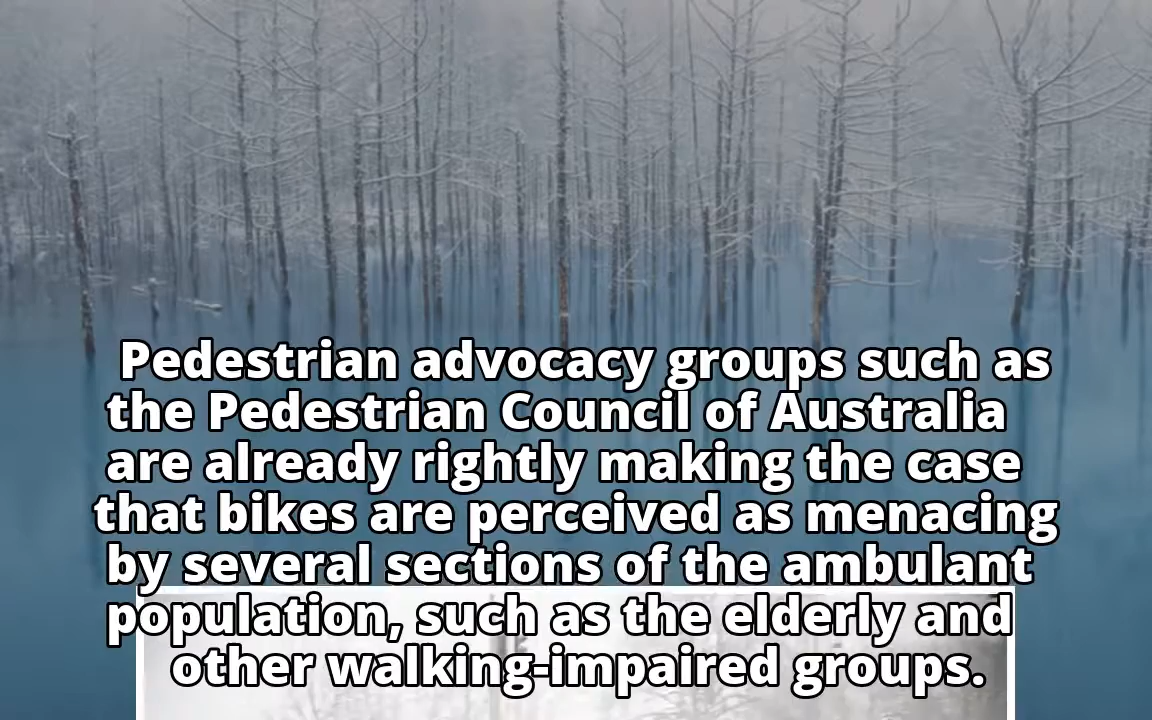 Pedestrian advocacy groups such as
the Pedestrian Council of Australia
are already rightly making the case
that bikes are perceived as menacing
by several sections of the ambulant
population, such as the elderly and
other walking-impaired groups.